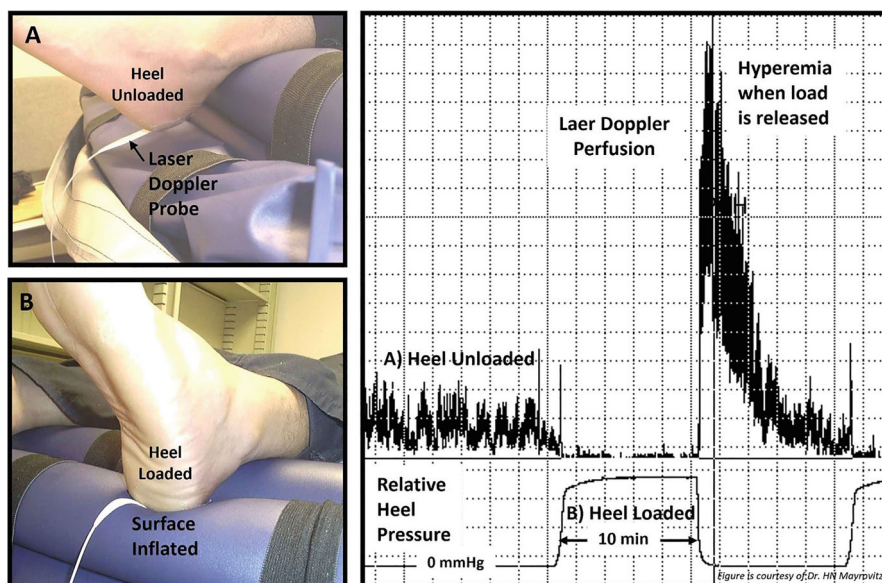 A
Heel
Unloaded
Laser
Doppler
Probe
B
Heel
Loaded
Surface
Inflated
Hyperemia
when load
is released
Laer Doppler
Perfusion
A) Heel Unloaded
Relative
Heel
Pressure
B) Heel Loaded
10 min
0 mmHg
Figure is courtesy of Dr. HN Mayrovitz